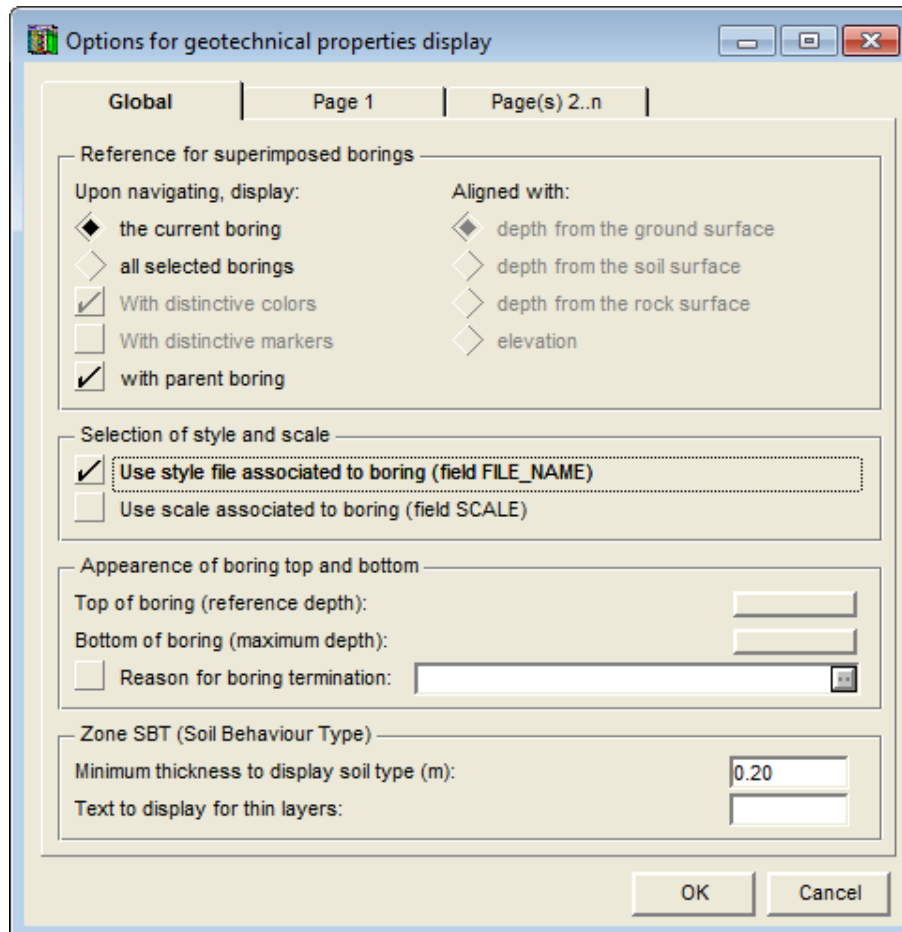 Options for geotechnical properties display
Global Page 1 Page(s) 2..n
Reference for superimposed borings
Upon navigating, display: Aligned with:
the current boring depth from the ground surface
all selected borings depth from the soil surface
With distinctive colors depth from the rock surface
With distinctive markers elevation
with parent boring
Selection of style and scale
Use style file associated to boring (field FILE_NAME)
Use scale associated to boring (field SCALE)
Appearence of boring top and bottom
Top of boring (reference depth):
Bottom of boring (maximum depth):
Reason for boring termination:
Zone SBT (Soil Behaviour Type)
Minimum thickness to display soil type (m): 0.20
Text to display for thin layers:
OK Cancel